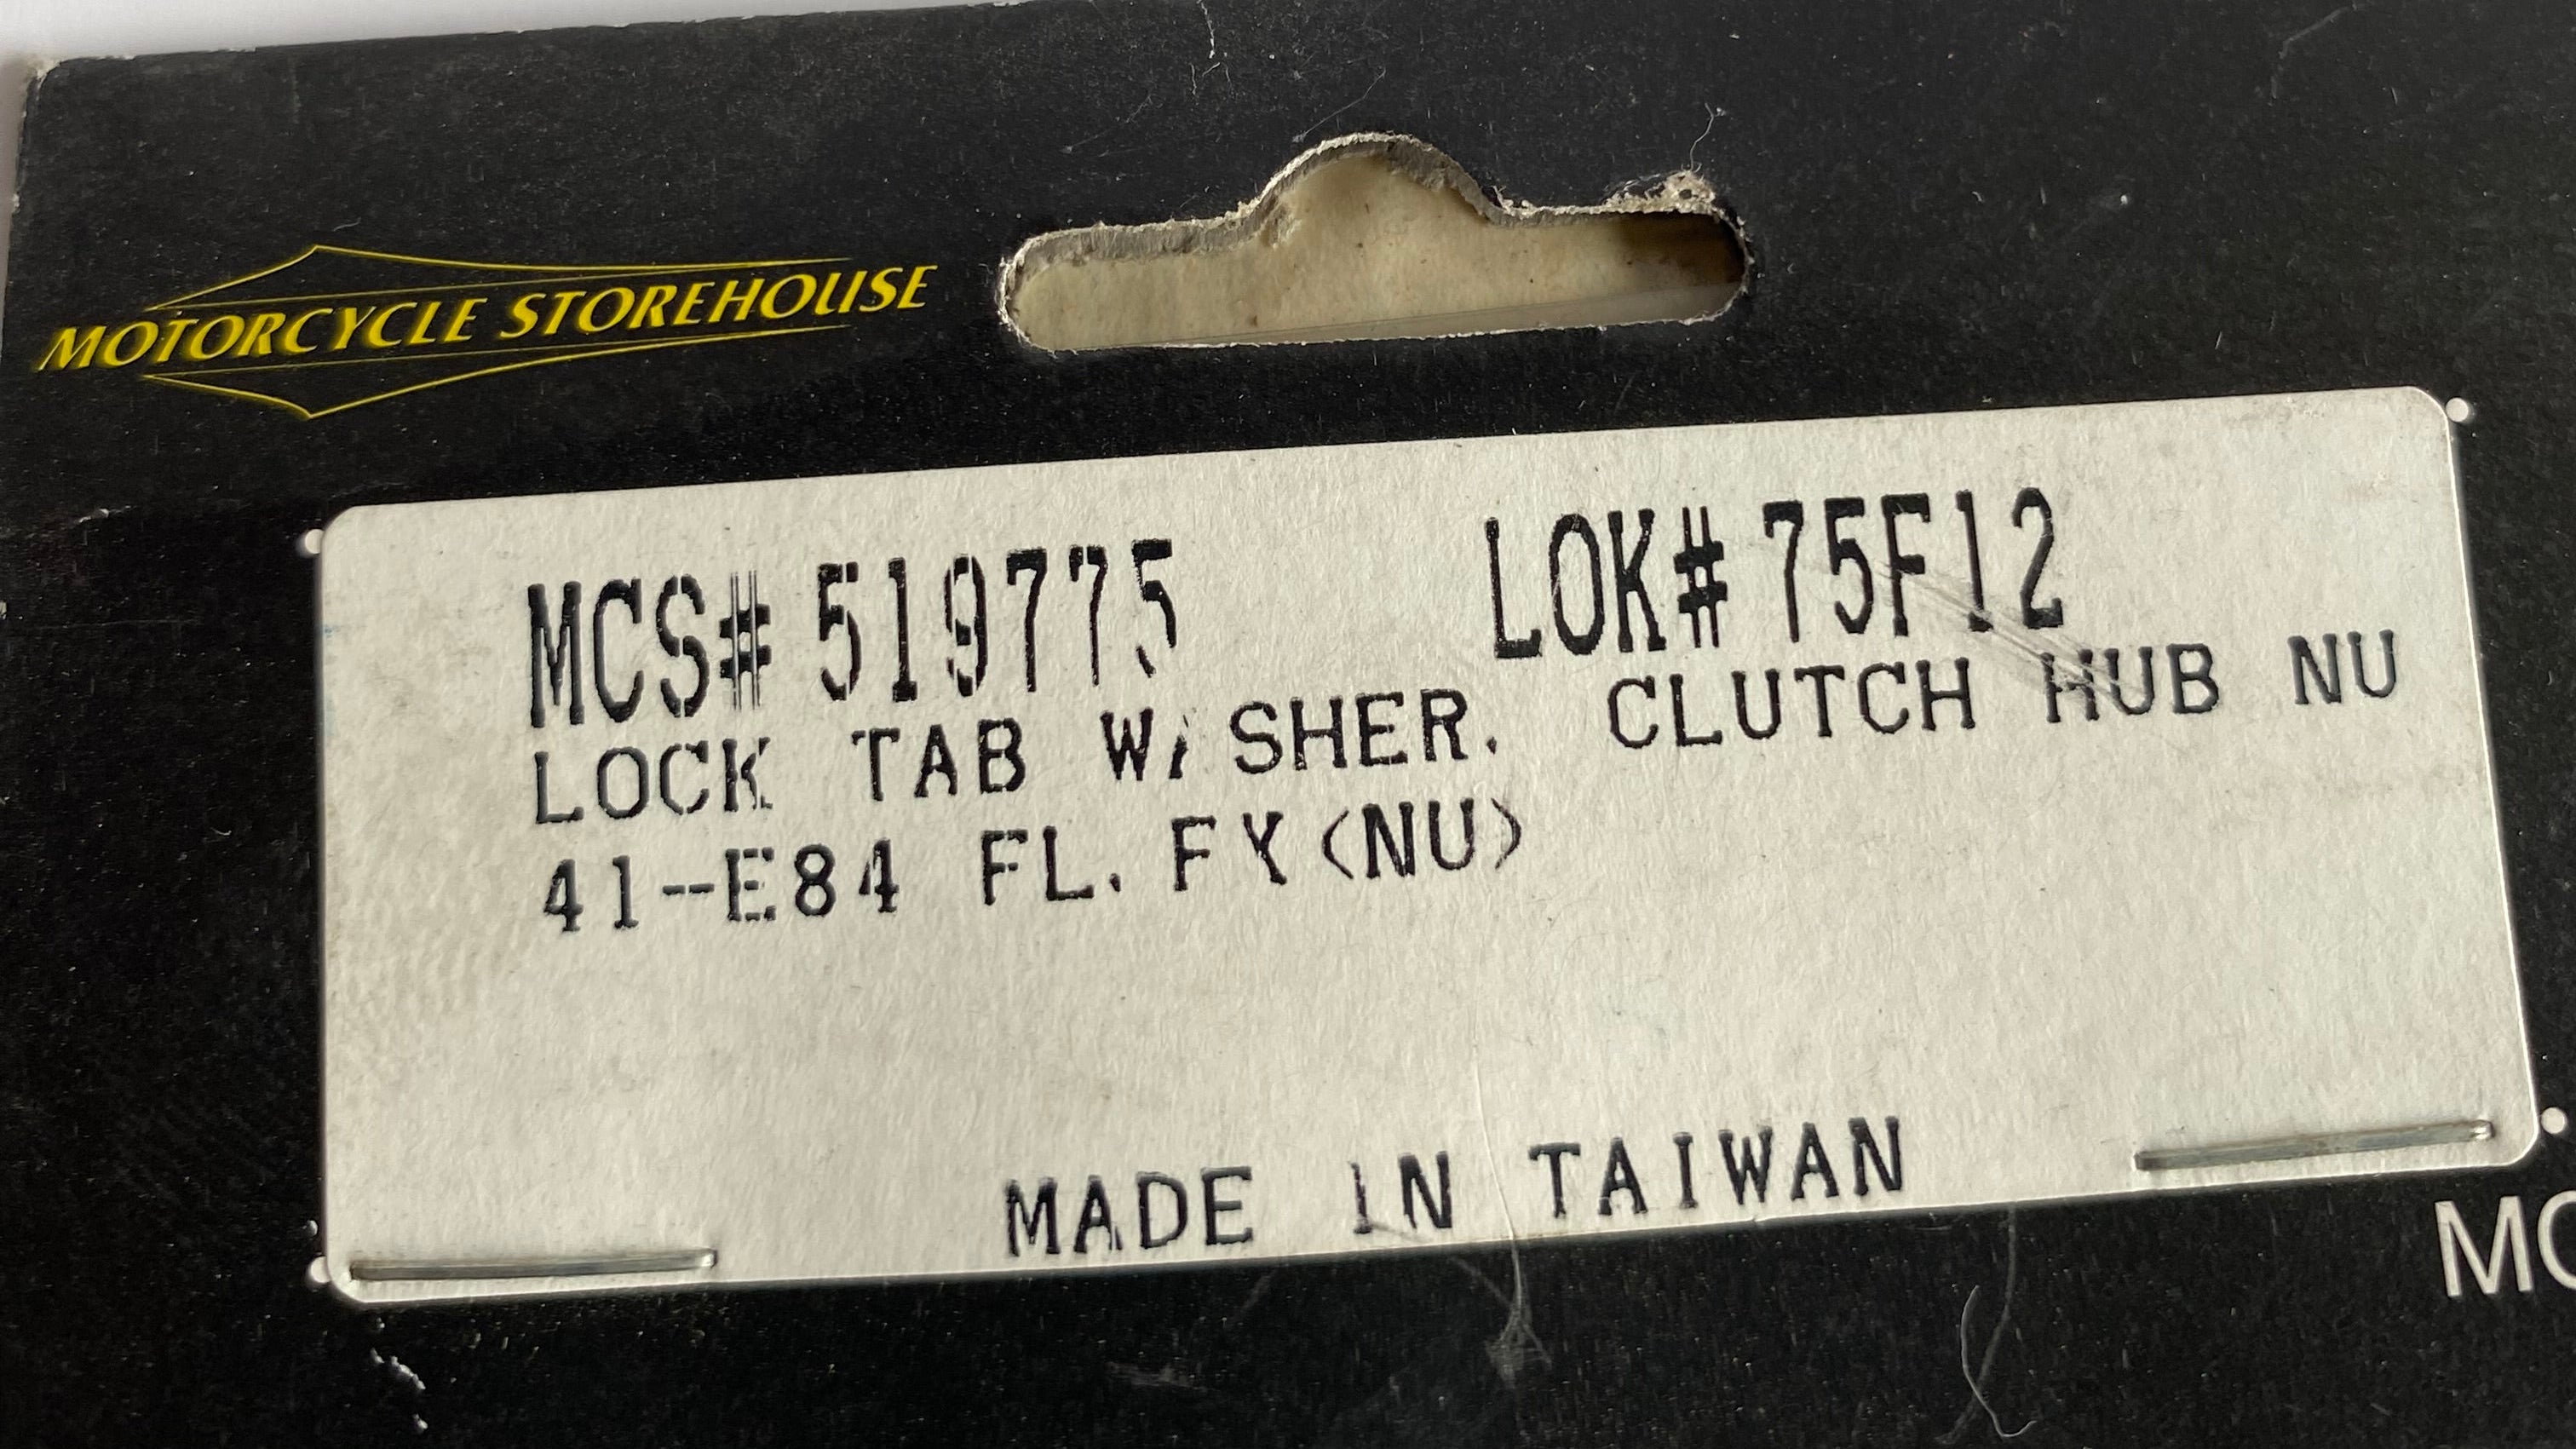 MOTORCYCLE STOREHOUSE
MCS# 519775 LOK# 75F12
LOCK TAB WASHER. CLUTCH HUB NU
41--E84 FL. FX(NU)
MADE IN TAIWAN
MC